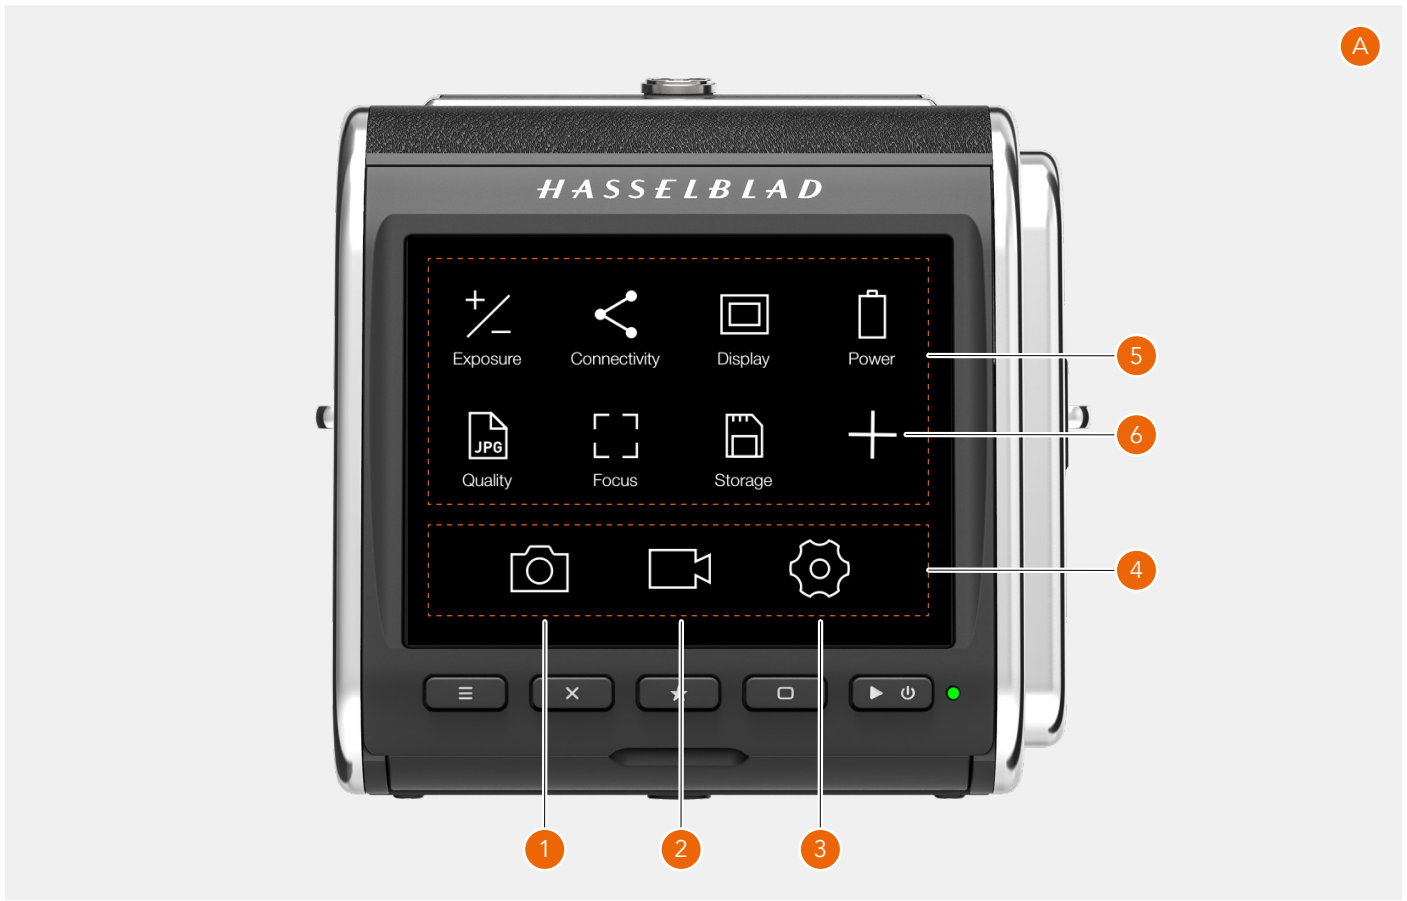 A
HASSELBLAD
Exposure Connectivity Display Power
5
JPG
6
Quality Focus Storage
4
1 2 3